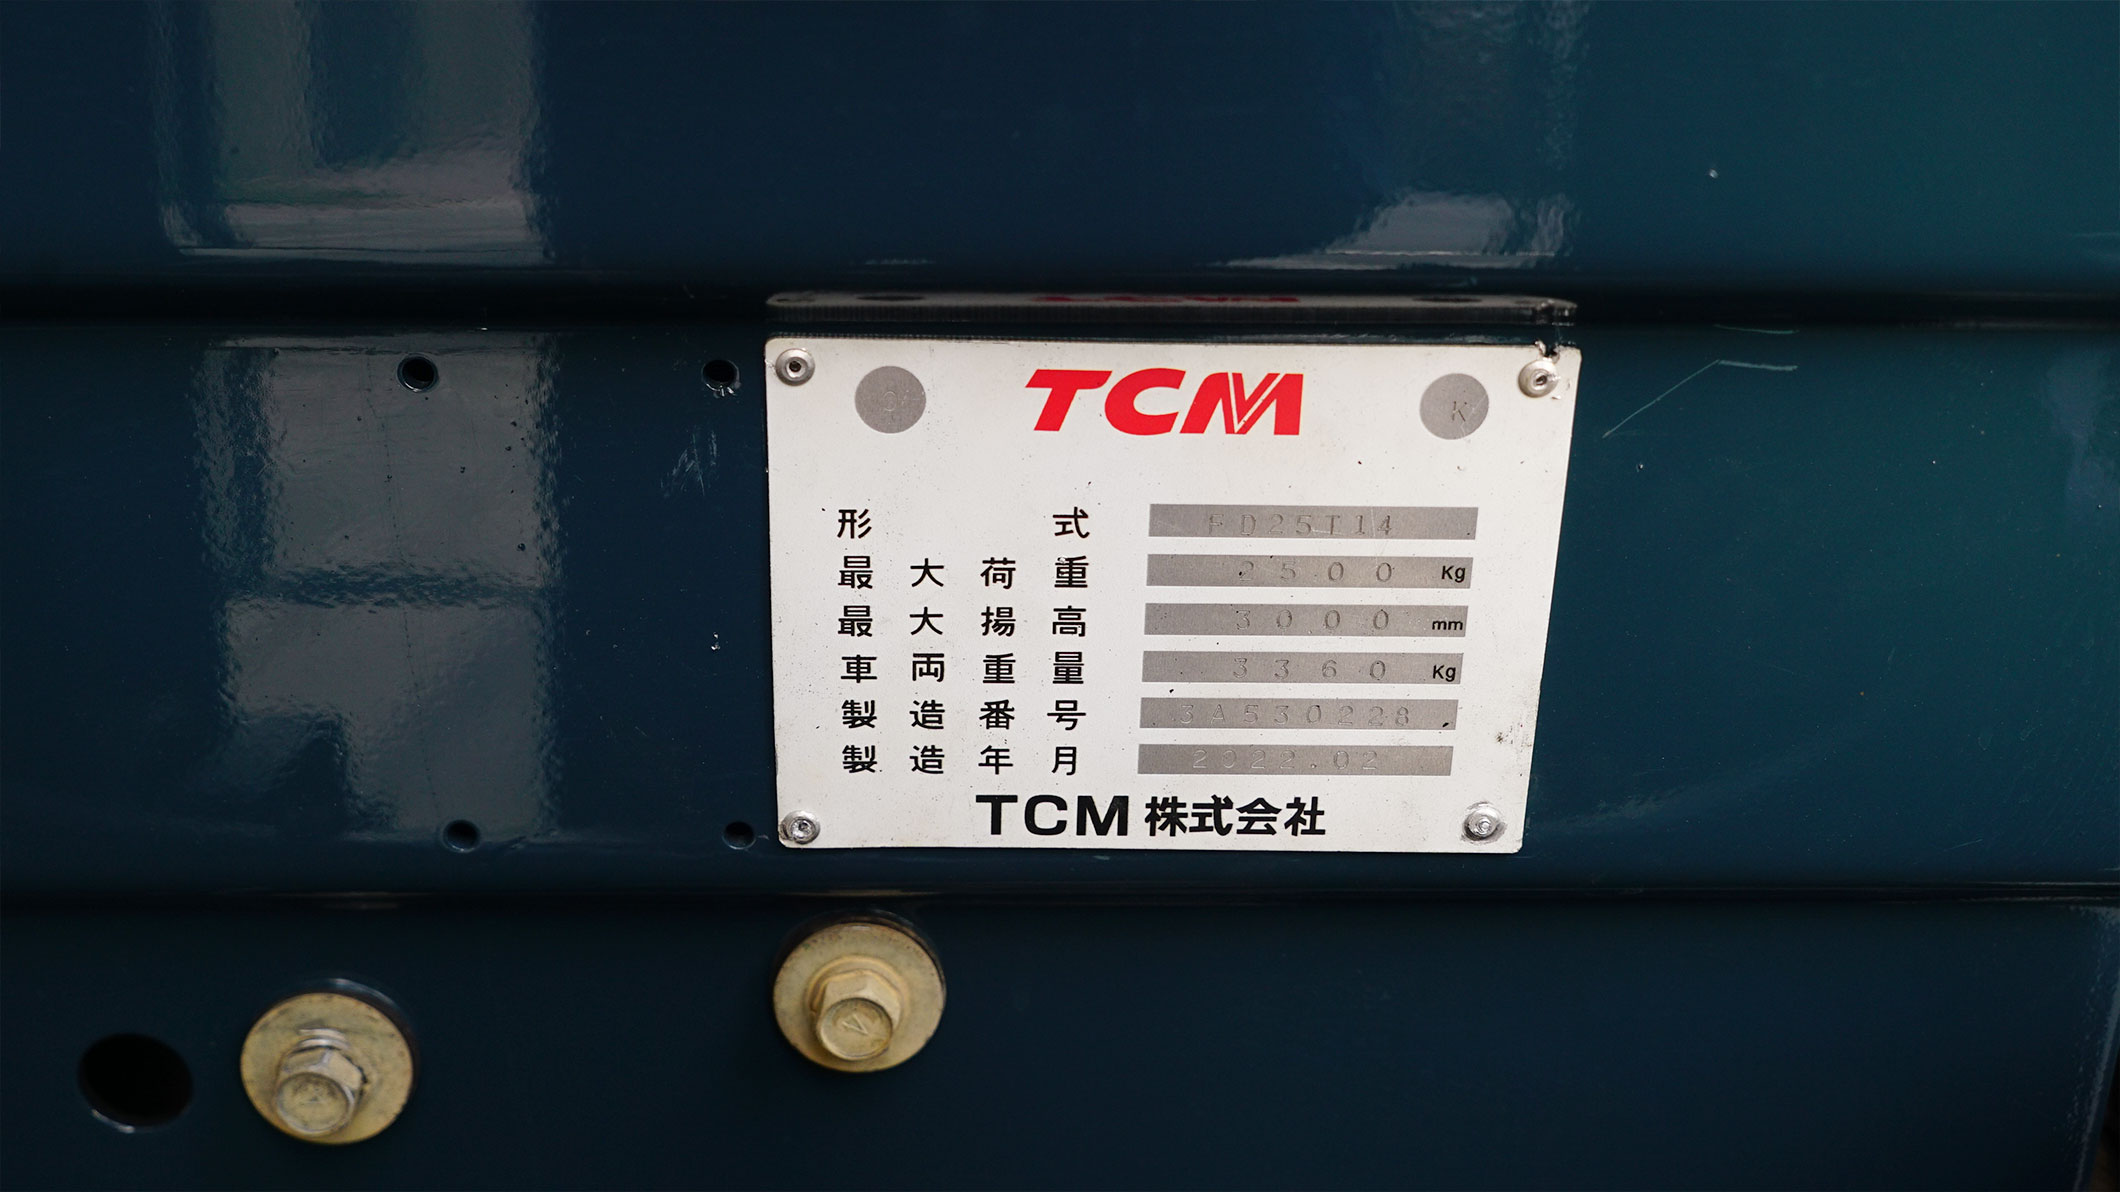 TCM
K
形式 FD25T14
最大荷重 2500 Kg
最大揚高 3000 mm
車両重量 3360 Kg
製造番号 3A530228
製造年月 2022.02
TCM 株式会社